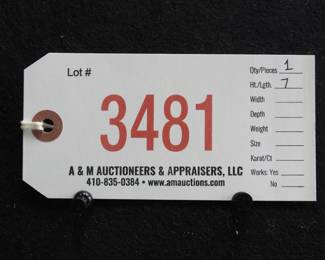 Lot #
3481
A & M AUCTIONEERS & APPRAISERS, LLC
410-835-0384 • www.amauctions.com
Qty/Pieces 1
Ht./Lgth. 7
Width
Depth
Weight
Size
Karat/Ct
Works: Yes
No